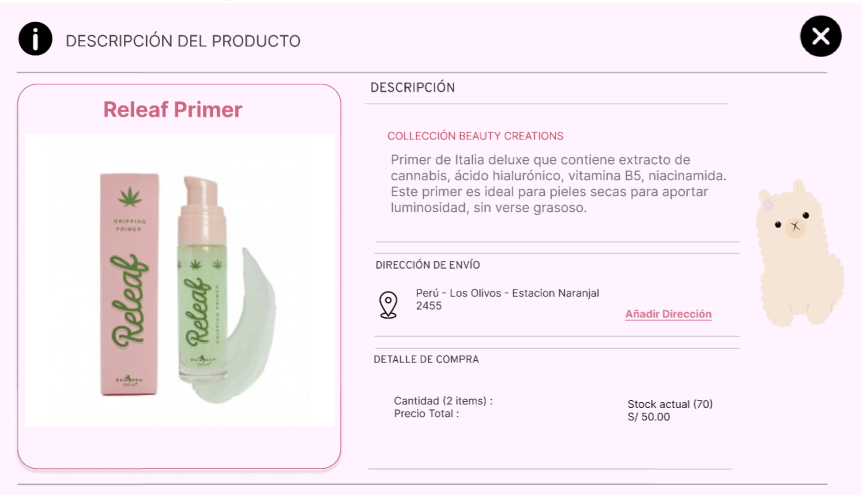 DESCRIPCIÓN DEL PRODUCTO
Releaf Primer
GRIPPING
PRIMER
Releaf
Releaf
GRIPPING PRIMER
DESCRIPCIÓN
COLLECCIÓN BEAUTY CREATIONS
Primer de Italia deluxe que contiene extracto de
cannabis, ácido hialurónico, vitamina B5, niacinamida.
Este primer es ideal para pieles secas para aportar
luminosidad, sin verse grasoso.
DIRECCIÓN DE ENVÍO
Perú - Los Olivos - Estacion Naranjal
2455
Añadir Dirección
DETALLE DE COMPRA
Cantidad (2 items) :
Stock actual (70)
Precio Total :
S/ 50.00